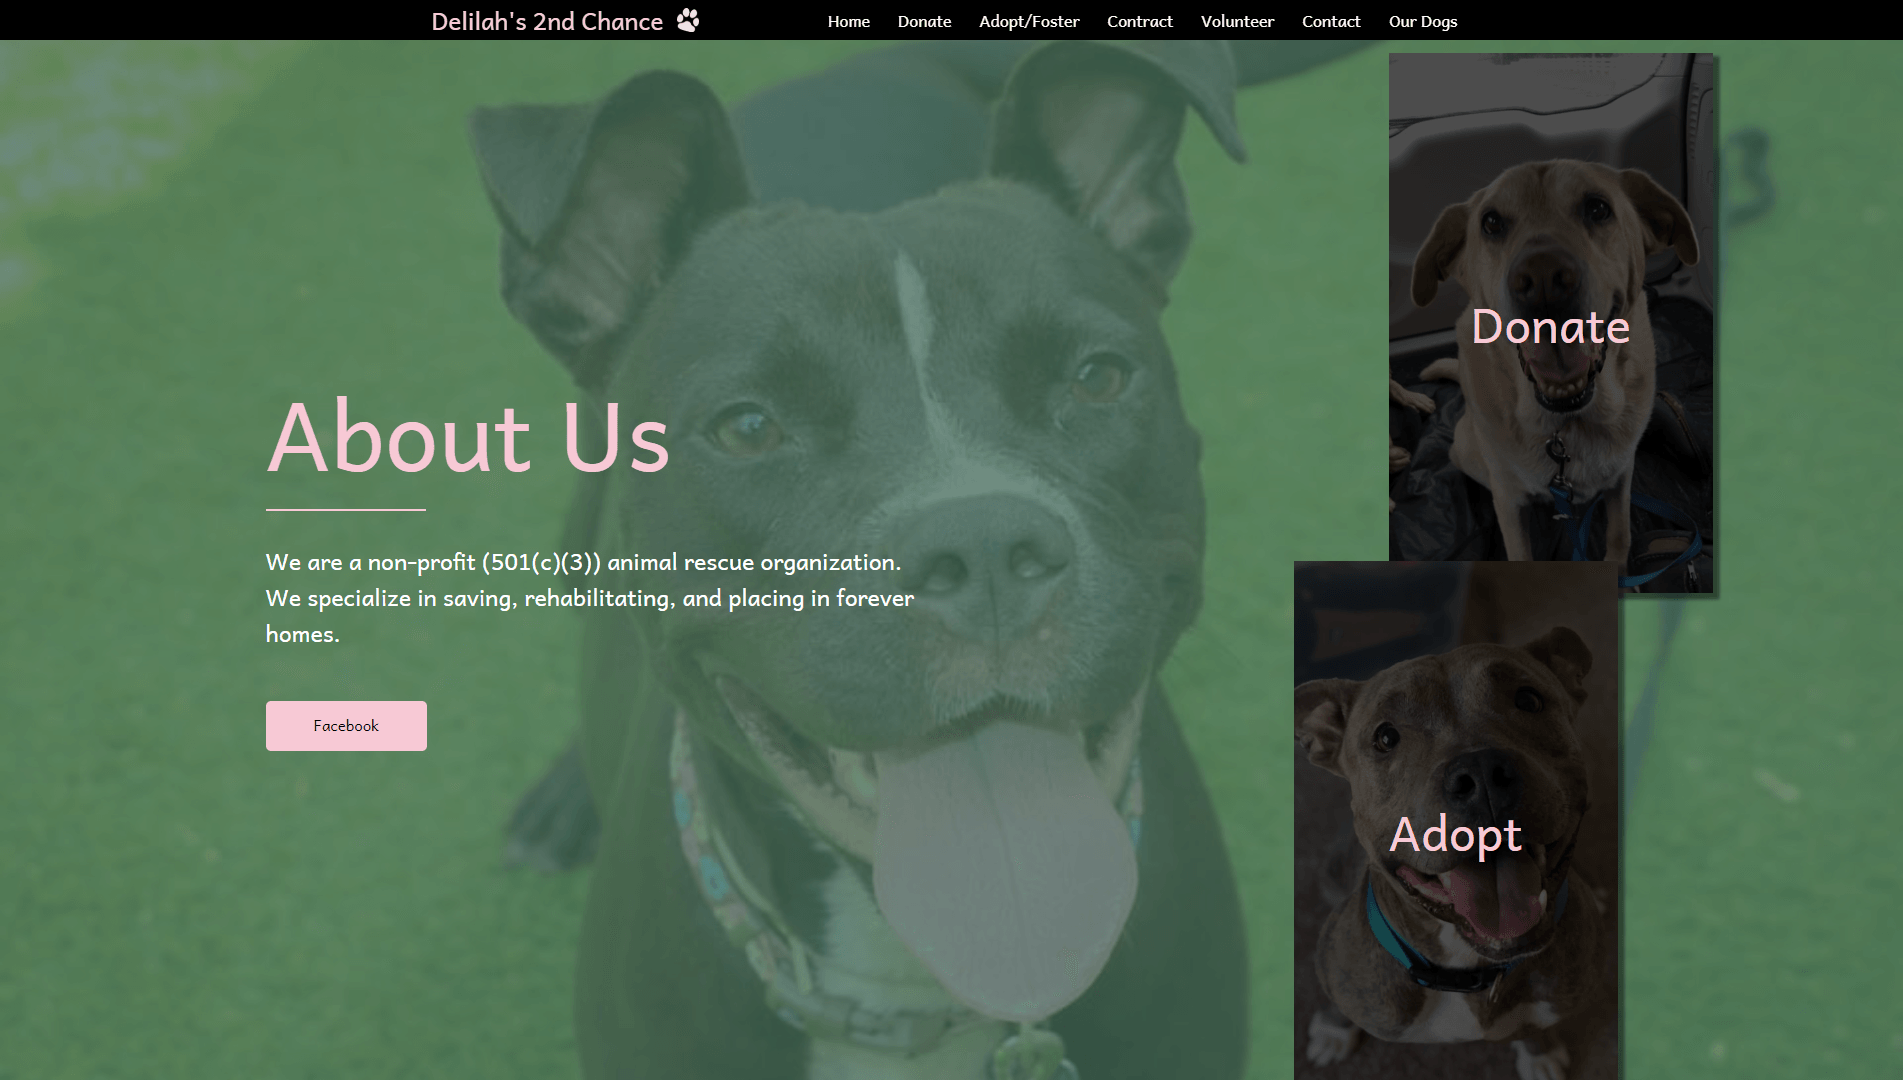 Delilah's 2nd Chance
Home Donate Adopt/Foster Contract Volunteer Contact Our Dogs
Donate
About Us
We are a non-profit (501(c)(3)) animal rescue organization.
We specialize in saving, rehabilitating, and placing in forever
homes.
Facebook
Adopt